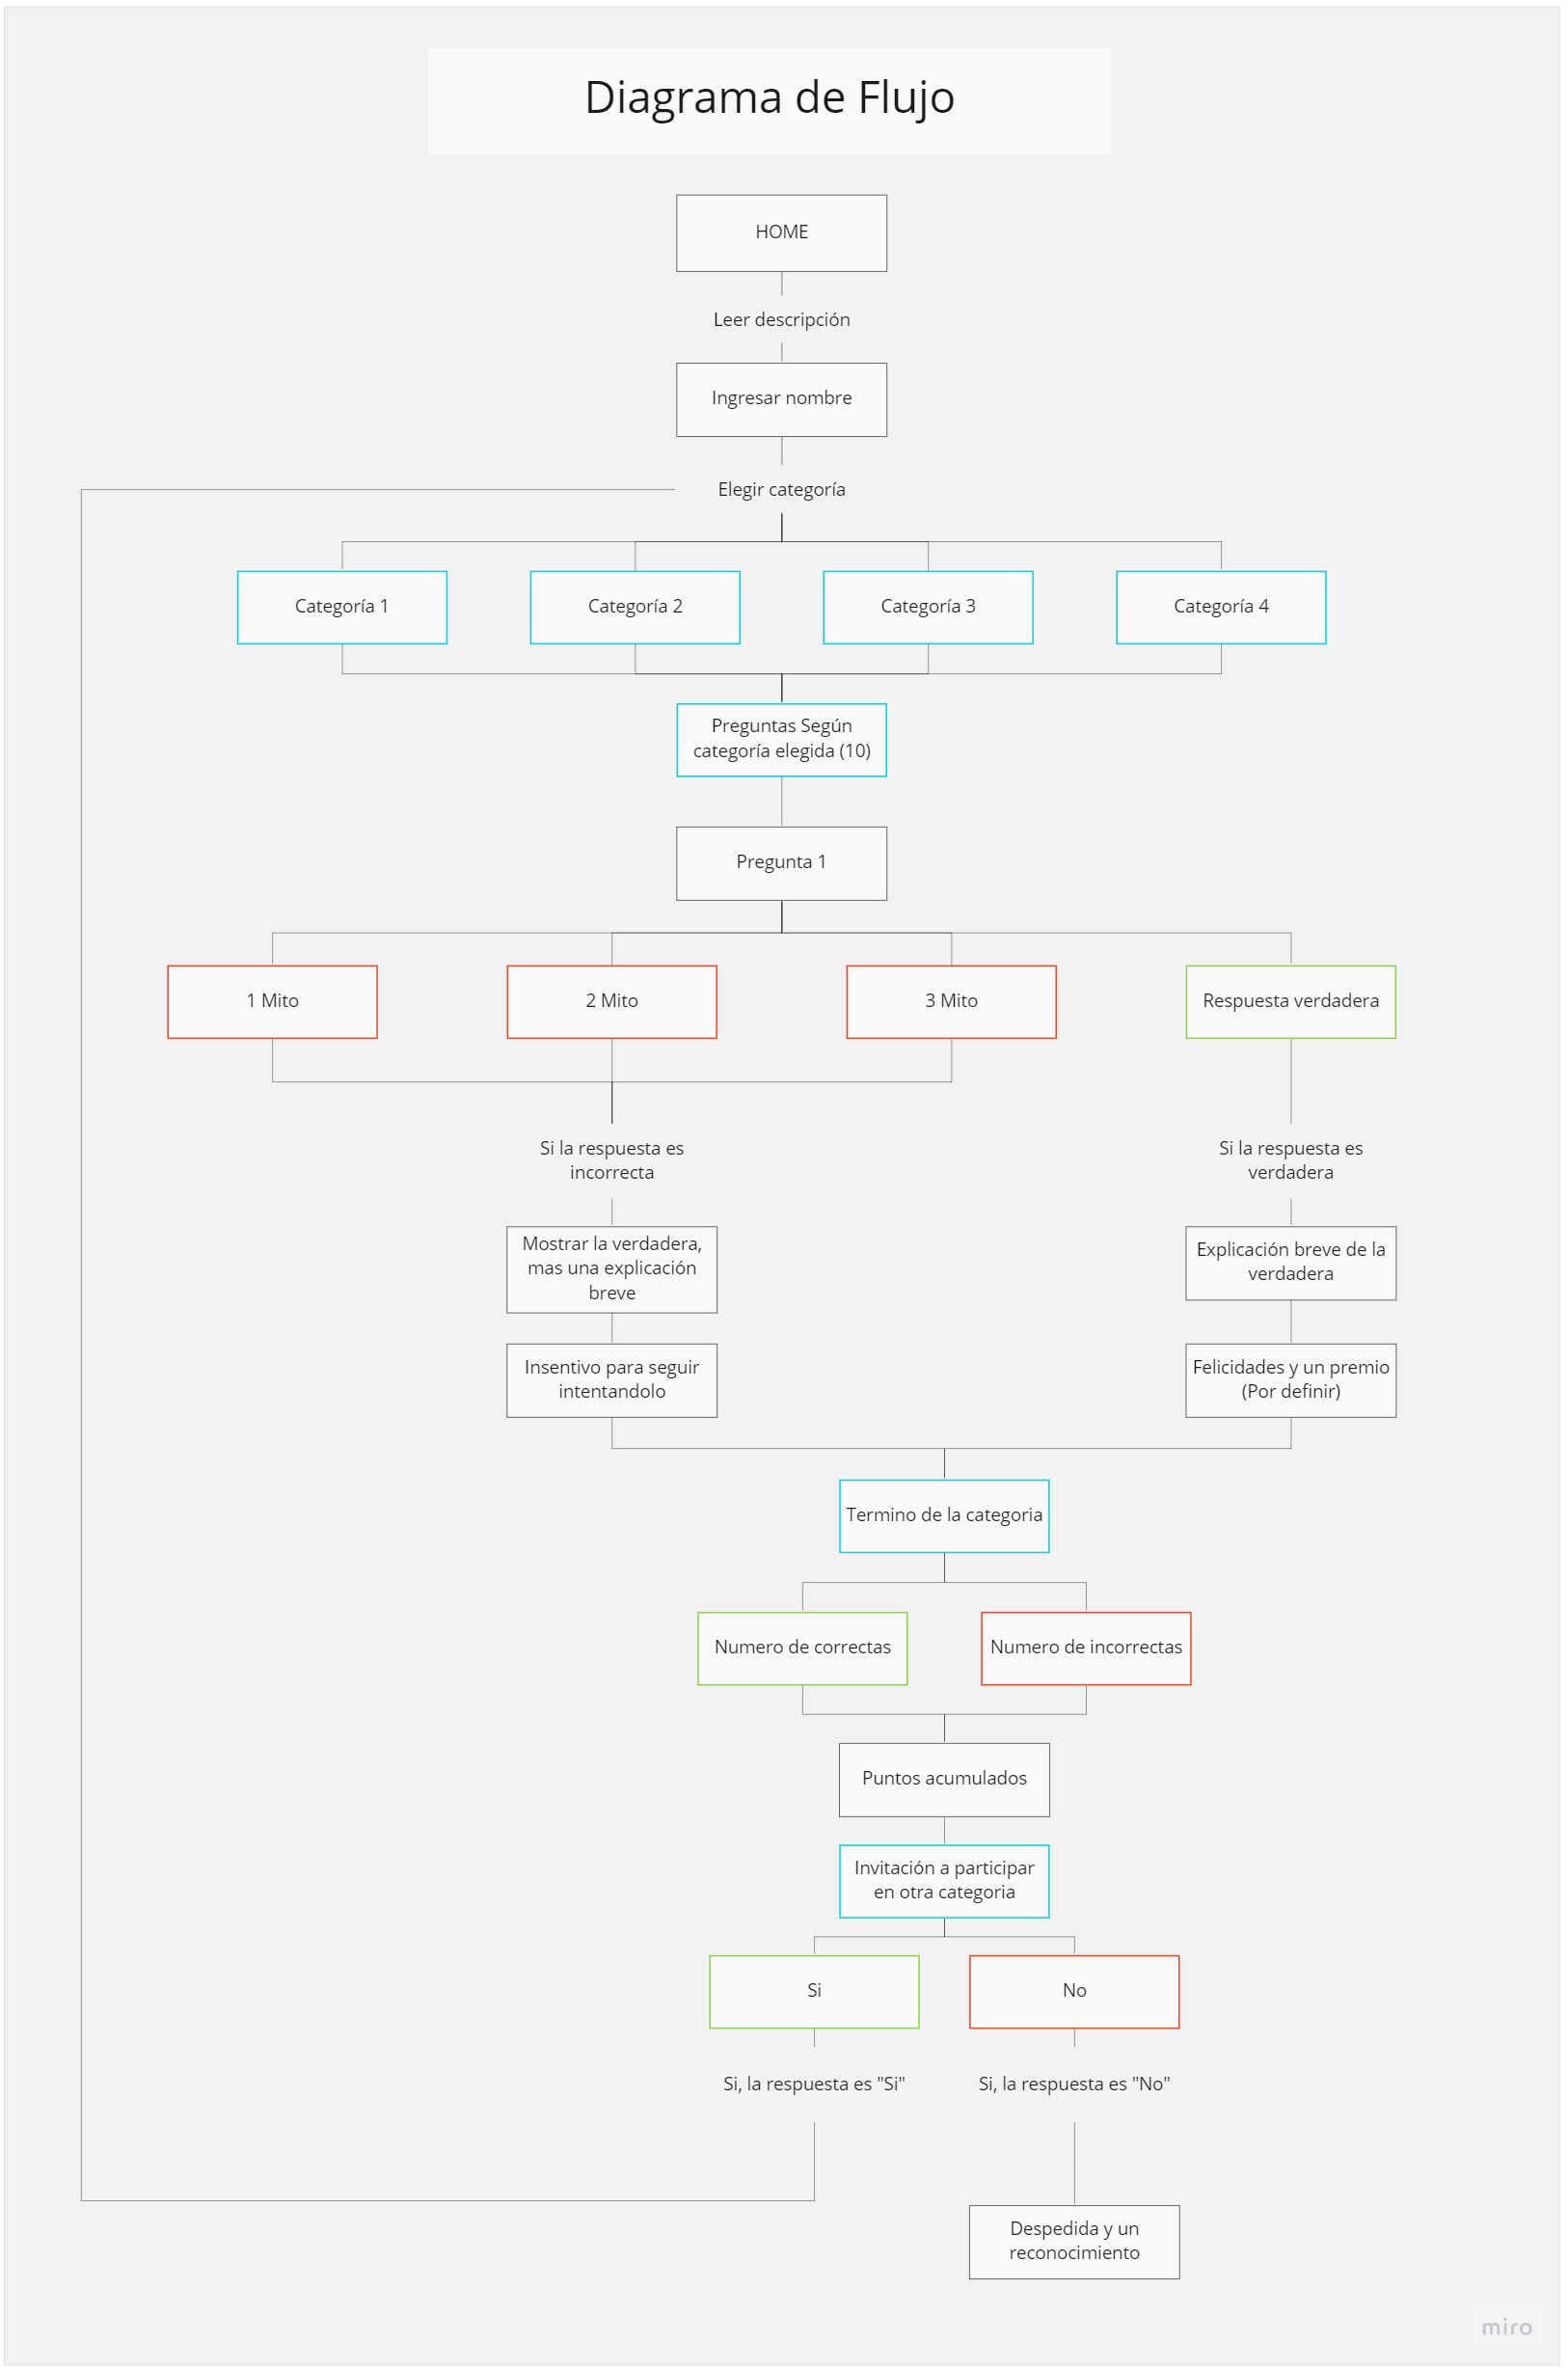 Diagrama de Flujo
HOME
Leer descripción
Ingresar nombre
Elegir categoría
Categoría 1
Categoría 2
Categoría 3
Categoría 4
Preguntas Según
categoría elegida (10)
Pregunta 1
1 Mito
2 Mito
3 Mito
Respuesta verdadera
Si la respuesta es
incorrecta
Si la respuesta es
verdadera
Mostrar la verdadera,
mas una explicación
breve
Explicación breve de la
verdadera
Insentivo para seguir
intentandolo
Felicidades y un premio
(Por definir)
Termino de la categoria
Numero de correctas
Numero de incorrectas
Puntos acumulados
Invitación a participar
en otra categoria
Si
No
Si, la respuesta es "Si"
Si, la respuesta es "No"
Despedida y un
reconocimiento
miro